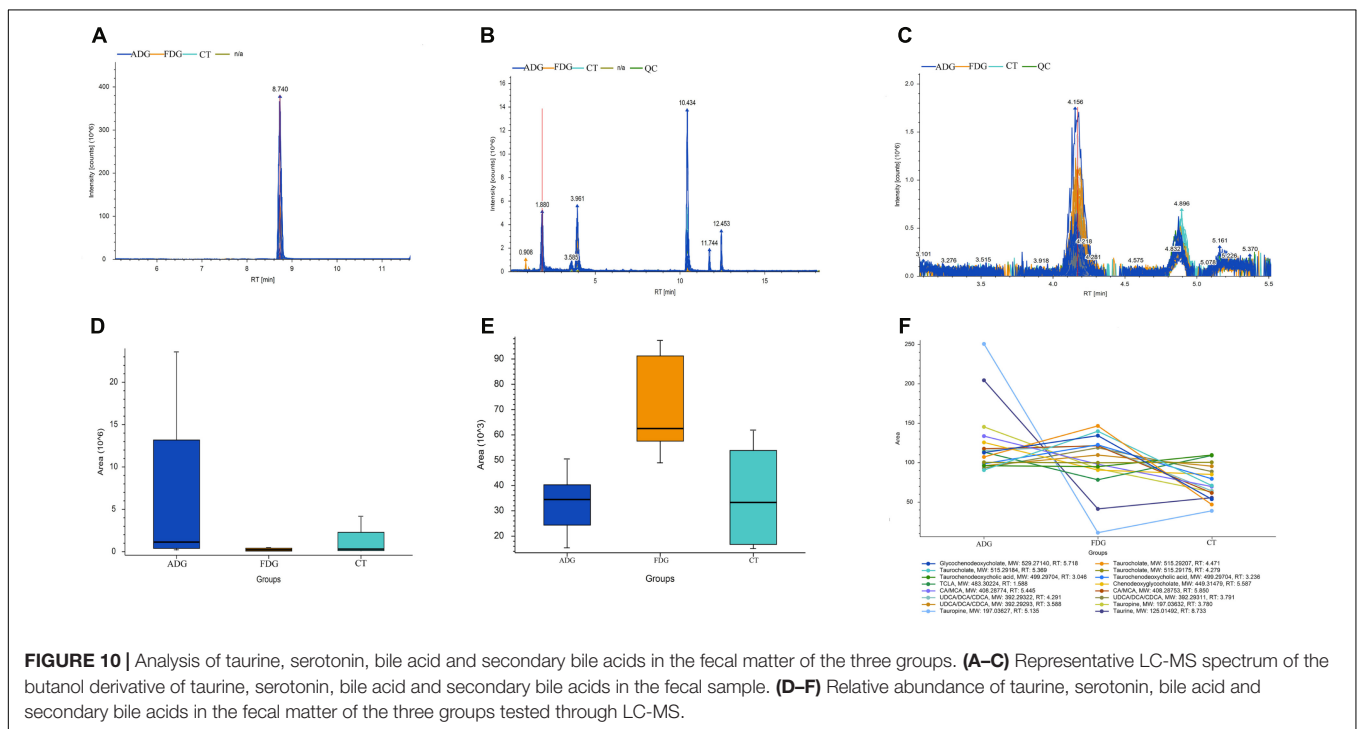 A
ADG FDG CT n/a
Intensity [counts] (10^6)
400
300
200
100
0
8.740
6 7 8 9 10 11
RT [min]
B
ADG FDG CT n/a QC
Intensity [counts] (10^6)
16
14
12
10
8
6
4
2
0
0.908
1.880
3.585
3.961
10.434
11.744
12.453
5 10 15
RT [min]
C
ADG FDG CT QC
Intensity [counts] (10^6)
2.0
1.5
1.0
0.5
0.0
3.101
3.276
3.515
3.918
4.156
4.218
4.281
4.575
4.832
4.896
5.078
5.161
5.228
5.370
3.5 4.0 4.5 5.0 5.5
RT [min]
D
Area (10^6)
20
15
10
5
0
ADG FDG CT
Groups
E
Area (10^3)
90
80
70
60
50
40
30
20
ADG FDG CT
Groups
F
Area
250
200
150
100
50
ADG FDG CT
Groups
Glycochenodeoxycholate, MW: 529.27140, RT: 5.718
Taurocholate, MW: 515.29184, RT: 5.369
Taurochenodeoxycholic acid, MW: 499.29704, RT: 3.046
TCLA, MW: 483.30224, RT: 1.588
CA/MCA, MW: 408.28774, RT: 5.445
UDCA/DCA/CDCA, MW: 392.29322, RT: 4.291
UDCA/DCA/CDCA, MW: 392.29293, RT: 3.588
Tauropine, MW: 197.03627, RT: 5.135
Taurocholate, MW: 515.29207, RT: 4.471
Taurocholate, MW: 515.29175, RT: 4.279
Taurochenodeoxycholic acid, MW: 499.29704, RT: 3.236
Chenodeoxyglycocholate, MW: 449.31479, RT: 5.587
CA/MCA, MW: 408.28753, RT: 5.850
UDCA/DCA/CDCA, MW: 392.29311, RT: 3.791
Tauropine, MW: 197.03632, RT: 3.780
Taurine, MW: 125.01492, RT: 8.733
FIGURE 10 | Analysis of taurine, serotonin, bile acid and secondary bile acids in the fecal matter of the three groups. (A–C) Representative LC-MS spectrum of the
butanol derivative of taurine, serotonin, bile acid and secondary bile acids in the fecal sample. (D–F) Relative abundance of taurine, serotonin, bile acid and
secondary bile acids in the fecal matter of the three groups tested through LC-MS.